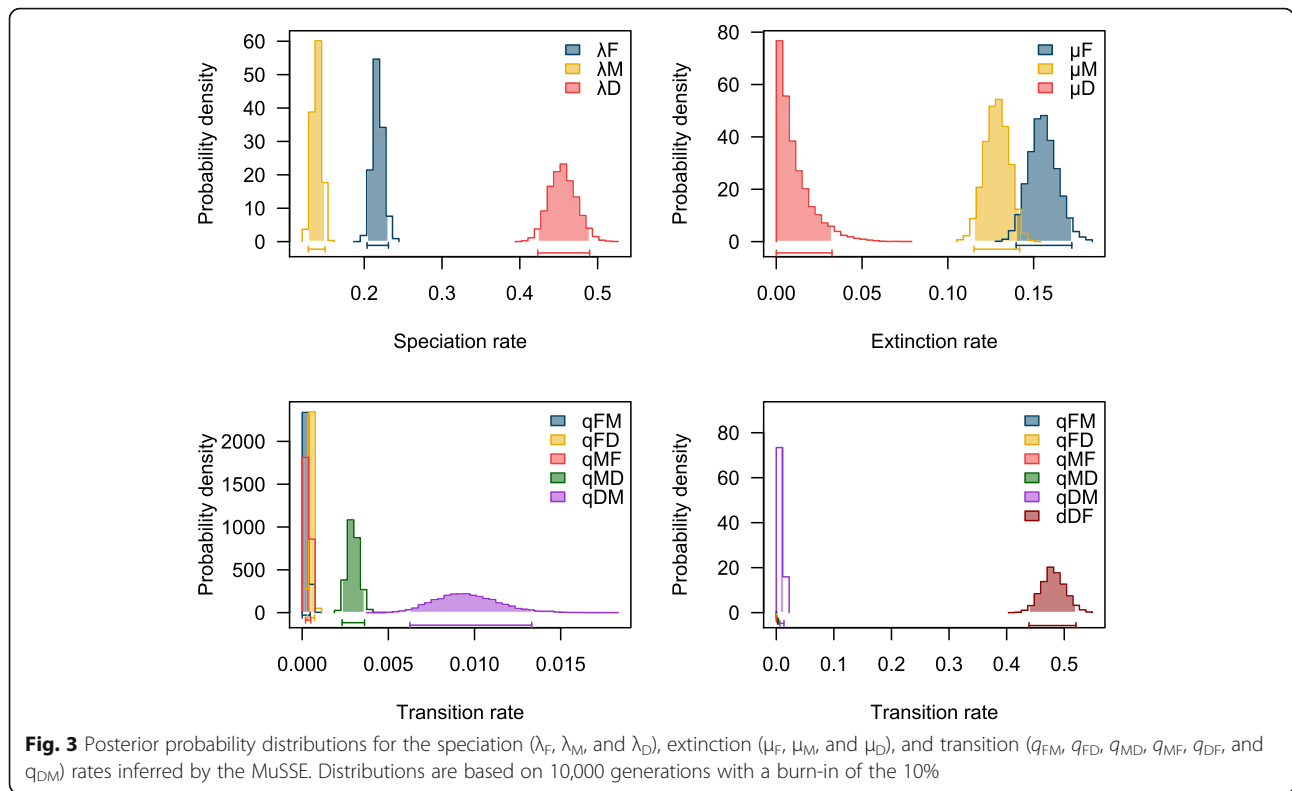 60
50
40
30
20
10
0
Probability density
λF
λM
λD
0.2
0.3
0.4
0.5
Speciation rate
80
60
40
20
0
Probability density
μF
μM
μD
0.00
0.05
0.10
0.15
Extinction rate
2000
1500
1000
500
0
Probability density
qFM
qFD
qMF
qMD
qDM
0.000
0.005
0.010
0.015
Transition rate
80
60
40
20
0
Probability density
qFM
qFD
qMF
qMD
qDM
dDF
0.0
0.1
0.2
0.3
0.4
0.5
Transition rate
Fig. 3 Posterior probability distributions for the speciation (λF, λM, and λD), extinction (μF, μM, and μD), and transition (qFM, qFD, qMD, qMF, qDF, and
qDM) rates inferred by the MuSSE. Distributions are based on 10,000 generations with a burn-in of the 10%